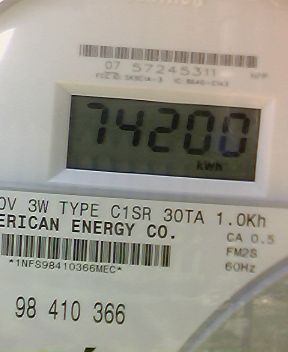 07 57245311
74200
kWh
0V 3W TYPE C1SR 30TA 1.0Kh
ERICAN ENERGY CO.
CA 0.5
FM2S
*1NFS98410366MEC*
60Hz
98 410 366